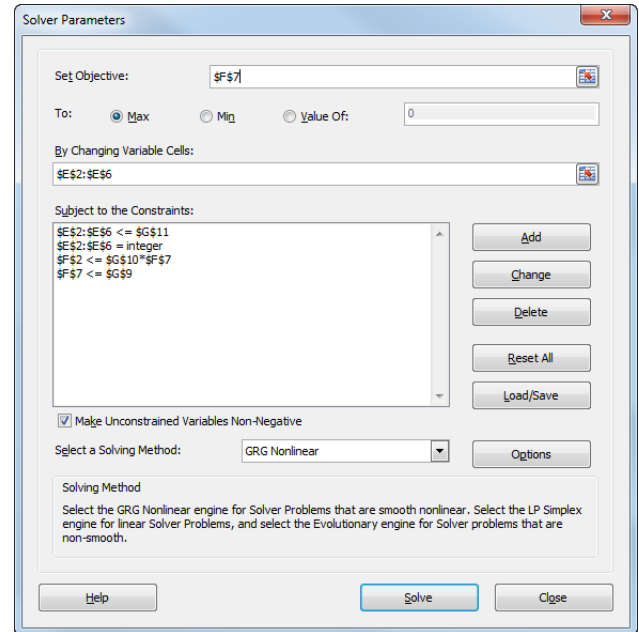 Solver Parameters
Set Objective:
$F$7
To:
Max
Min
Value Of:
0
By Changing Variable Cells:
$E$2:$E$6
Subject to the Constraints:
$E$2:$E$6 <= $G$11
$E$2:$E$6 = integer
$F$2 <= $G$10*$F$7
$F$7 <= $G$9
Add
Change
Delete
Reset All
Load/Save
Make Unconstrained Variables Non-Negative
Select a Solving Method:
GRG Nonlinear
Options
Solving Method
Select the GRG Nonlinear engine for Solver Problems that are smooth nonlinear. Select the LP Simplex
engine for linear Solver Problems, and select the Evolutionary engine for Solver problems that are
non-smooth.
Help
Solve
Close